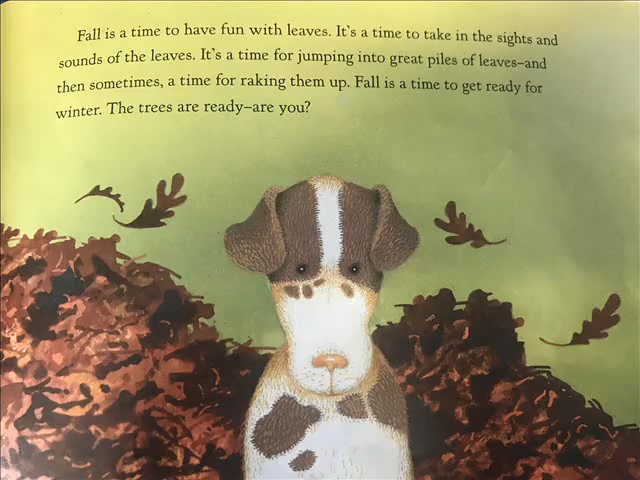 Fall is a time to have fun with leaves. It's a time to take in the sights and
sounds of the leaves. It's a time for jumping into great piles of leaves–and
then sometimes, a time for raking them up. Fall is a time to get ready for
winter. The trees are ready–are you?